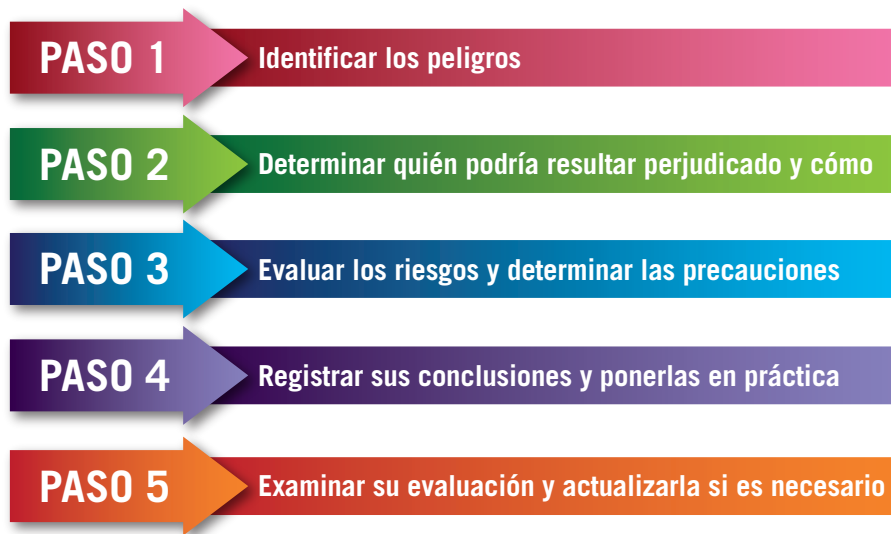 PASO 1 Identificar los peligros
PASO 2 Determinar quién podría resultar perjudicado y cómo
PASO 3 Evaluar los riesgos y determinar las precauciones
PASO 4 Registrar sus conclusiones y ponerlas en práctica
PASO 5 Examinar su evaluación y actualizarla si es necesario